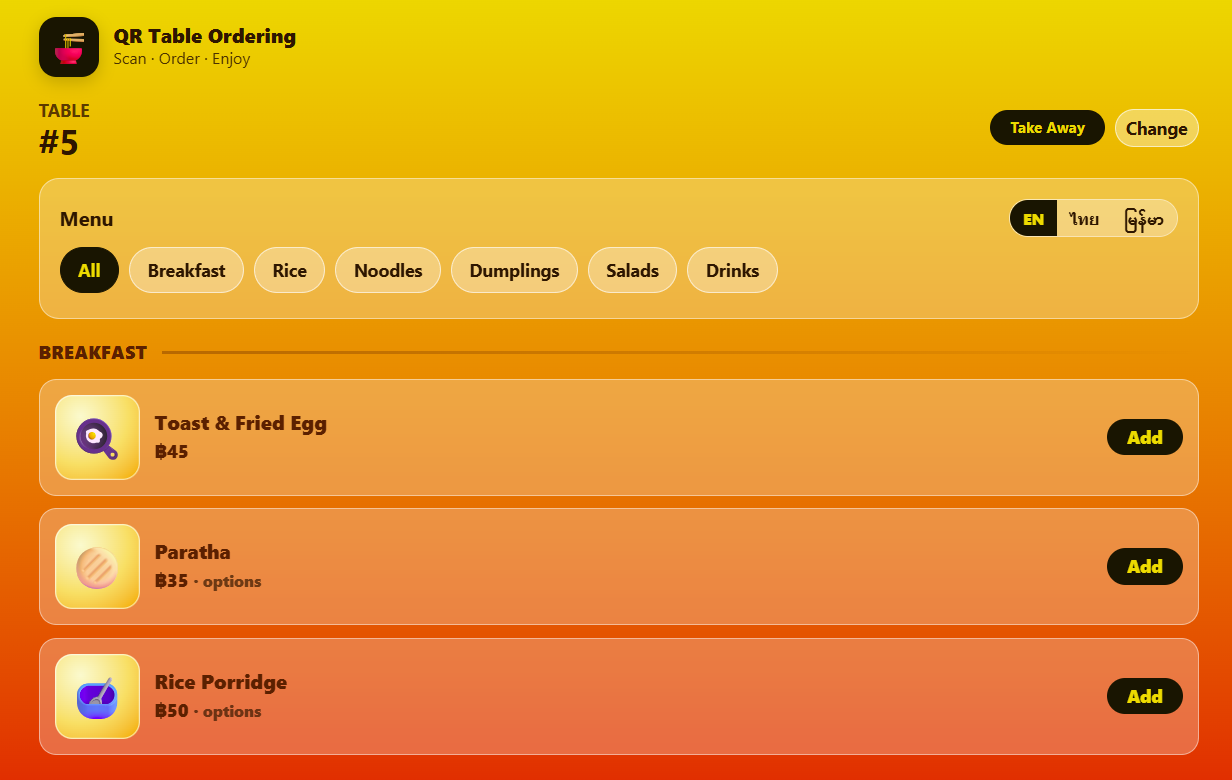 QR Table Ordering
Scan · Order · Enjoy
TABLE
#5
Take Away
Change
Menu
EN
ไทย
မြန်မာ
All
Breakfast
Rice
Noodles
Dumplings
Salads
Drinks
BREAKFAST
Toast & Fried Egg
฿45
Add
Paratha
฿35 · options
Add
Rice Porridge
฿50 · options
Add